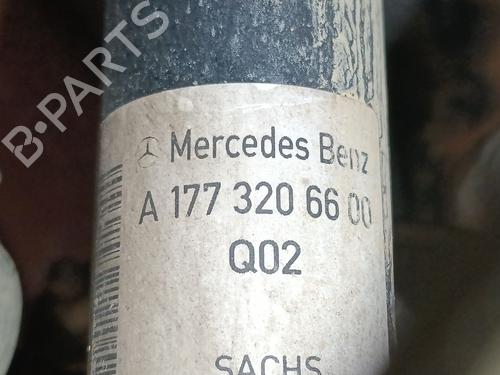 B-PARTS
Mercedes Benz
A 177 320 66 00
Q02
SACHS